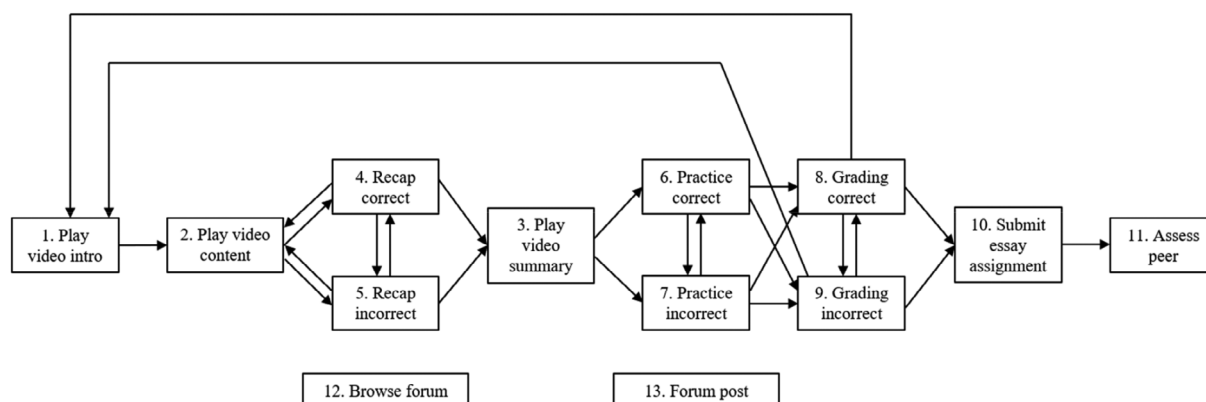 1. Play
video intro
2. Play video
content
4. Recap
correct
5. Recap
incorrect
3. Play
video
summary
6. Practice
correct
7. Practice
incorrect
8. Grading
correct
9. Grading
incorrect
10. Submit
essay
assignment
11. Assess
peer
12. Browse forum
13. Forum post